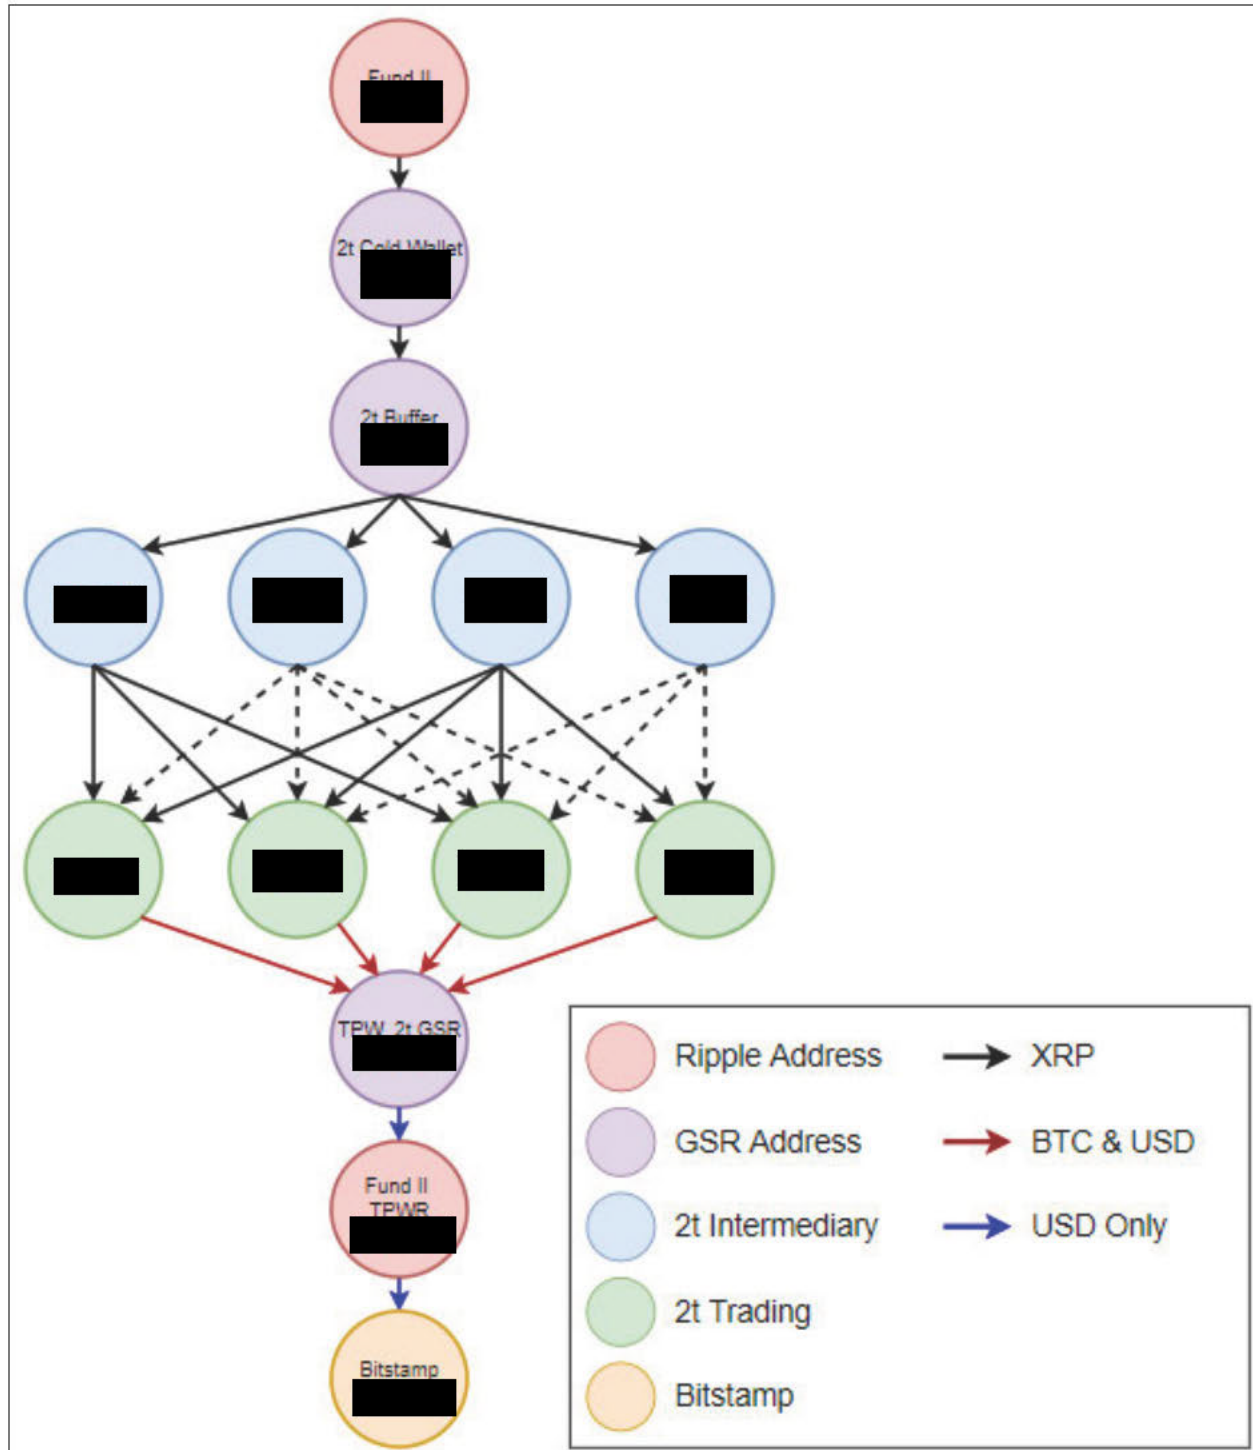 Fund II
2t Cold Wallet
2t Buffer
TPW, 2t GSR
Fund II
TPWR
Bitstamp
Ripple Address
XRP
GSR Address
BTC & USD
2t Intermediary
USD Only
2t Trading
Bitstamp